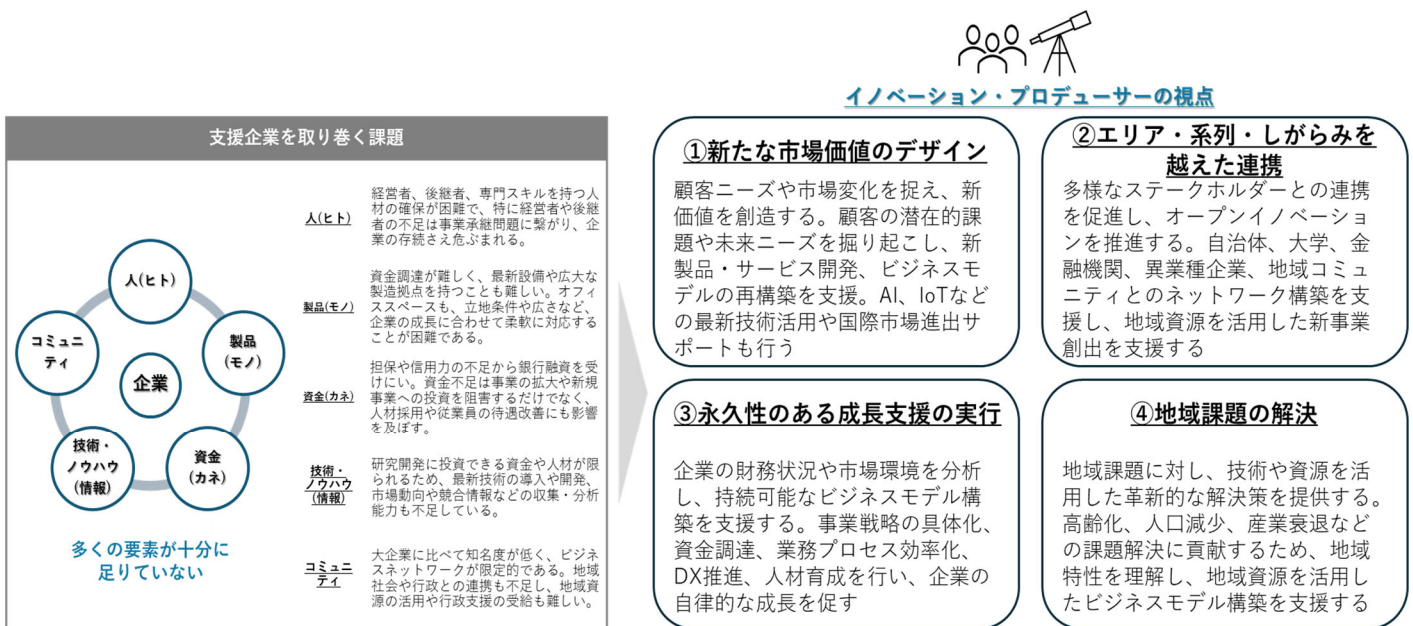 イノベーション・プロデューサーの視点
支援企業を取り巻く課題
人(ヒト)
製品
(モノ)
資金
(カネ)
技術・
ノウハウ
(情報)
コミュニ
ティ
企業
多くの要素が十分に
足りていない
人(ヒト)
経営者、後継者、専門スキルを持つ人
材の確保が困難で、特に経営者や後継
者の不足は事業承継問題に繋がり、企
業の存続さえ危ぶまれる。
製品(モノ)
資金調達が難しく、最新設備や広大な
製造拠点を持つことも難しい。オフィ
ススペースも、立地条件や広さなど、
企業の成長に合わせて柔軟に対応する
ことが困難である。
資金(カネ)
担保や信用力の不足から銀行融資を受
けにい。資金不足は事業の拡大や新規
事業への投資を阻害するだけでなく、
人材採用や従業員の待遇改善にも影響
を及ぼす。
技術・
ノウハウ
(情報)
研究開発に投資できる資金や人材が限
られるため、最新技術の導入や開発、
市場動向や競合情報などの収集・分析
能力も不足している。
コミュニ
ティ
大企業に比べて知名度が低く、ビジネ
スネットワークが限定的である。地域
社会や行政との連携も不足し、地域資
源の活用や行政支援の受給も難しい。
①新たな市場価値のデザイン
顧客ニーズや市場変化を捉え、新
価値を創造する。顧客の潜在的課
題や未来ニーズを掘り起こし、新
製品・サービス開発、ビジネスモ
デルの再構築を支援。AI、IoTなど
の最新技術活用や国際市場進出サ
ポートも行う
②エリア・系列・しがらみを
越えた連携
多様なステークホルダーとの連携
を促進し、オープンイノベーショ
ンを推進する。自治体、大学、金
融機関、異業種企業、地域コミュ
ニティとのネットワーク構築を支
援し、地域資源を活用した新事業
創出を支援する
③永久性のある成長支援の実行
企業の財務状況や市場環境を分析
し、持続可能なビジネスモデル構
築を支援する。事業戦略の具体化、
資金調達、業務プロセス効率化、
DX推進、人材育成を行い、企業の
自律的な成長を促す
④地域課題の解決
地域課題に対し、技術や資源を活
用した革新的な解決策を提供する。
高齢化、人口減少、産業衰退など
の課題解決に貢献するため、地域
特性を理解し、地域資源を活用し
たビジネスモデル構築を支援する